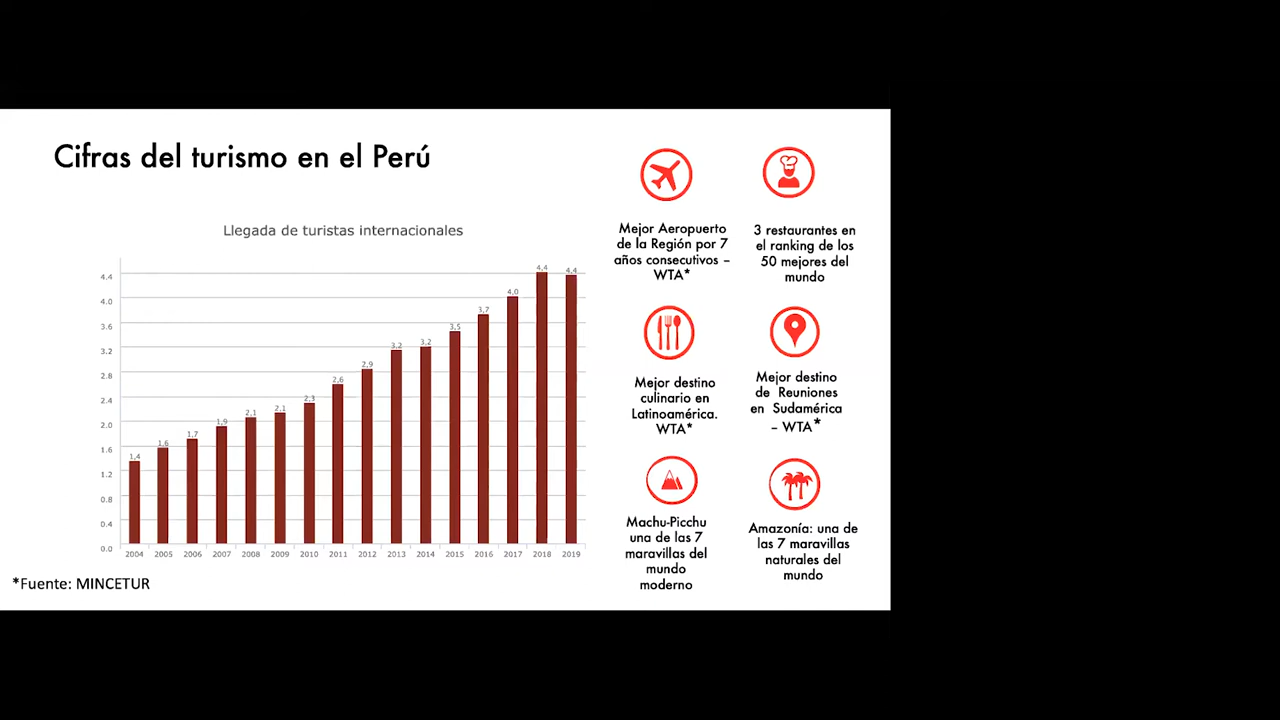 Cifras del turismo en el Perú
Llegada de turistas internacionales
4.4
4.0
3.6
3.2
2.8
2.4
2.0
1.6
1.2
0.8
0.4
0.0
1,4
1,6
1,7
1,9
2,1
2,1
2,3
2,6
2,9
3,2
3,2
3,5
3,7
4,0
4,4
4,4
2004 2005 2006 2007 2008 2009 2010 2011 2012 2013 2014 2015 2016 2017 2018 2019
*Fuente: MINCETUR
Mejor Aeropuerto
de la Región por 7
años consecutivos –
WTA*
3 restaurantes en
el ranking de los
50 mejores del
mundo
Mejor destino
culinario en
Latinoamérica.
WTA*
Mejor destino
de Reuniones
en Sudamérica
– WTA*
Machu-Picchu
una de las 7
maravillas del
mundo
moderno
Amazonía: una de
las 7 maravillas
naturales del
mundo